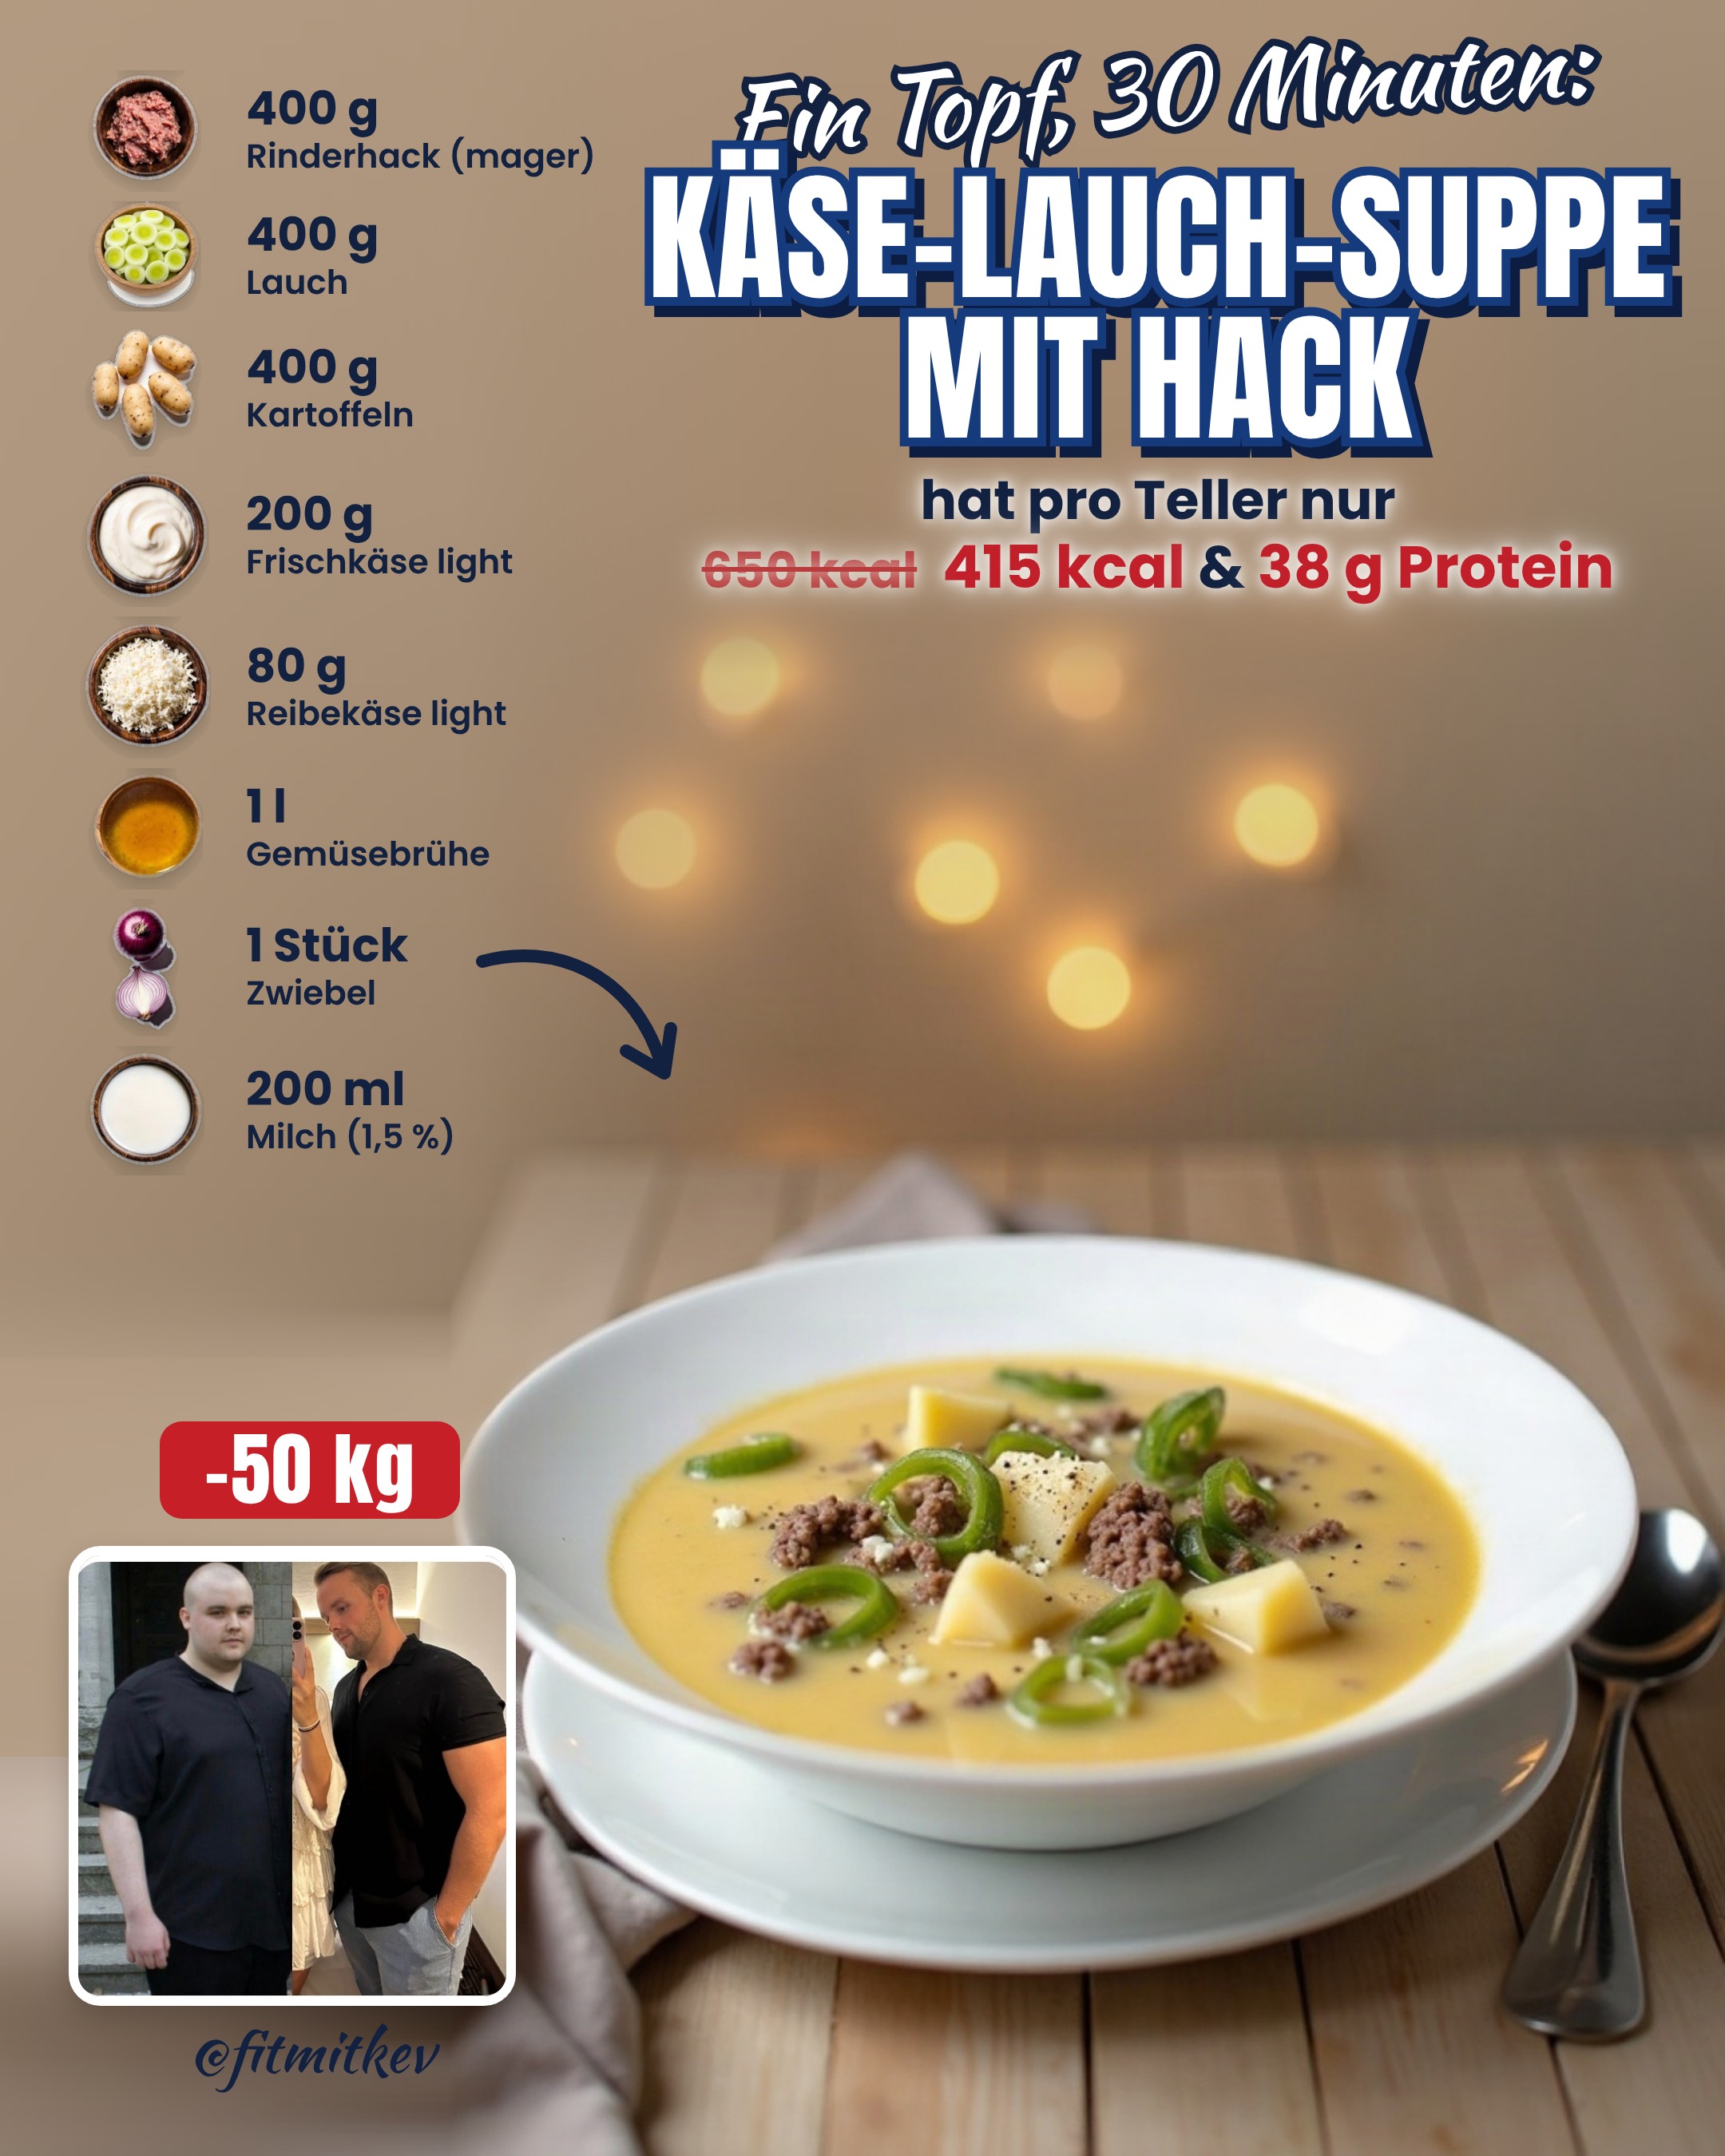 Ein Topf, 30 Minuten:
KÄSE-LAUCH-SUPPE
MIT HACK
hat pro Teller nur
650 kcal 415 kcal & 38 g Protein
400 g
Rinderhack (mager)
400 g
Lauch
400 g
Kartoffeln
200 g
Frischkäse light
80 g
Reibekäse light
1 l
Gemüsebrühe
1 Stück
Zwiebel
200 ml
Milch (1,5 %)
-50 kg
@fitmitkev